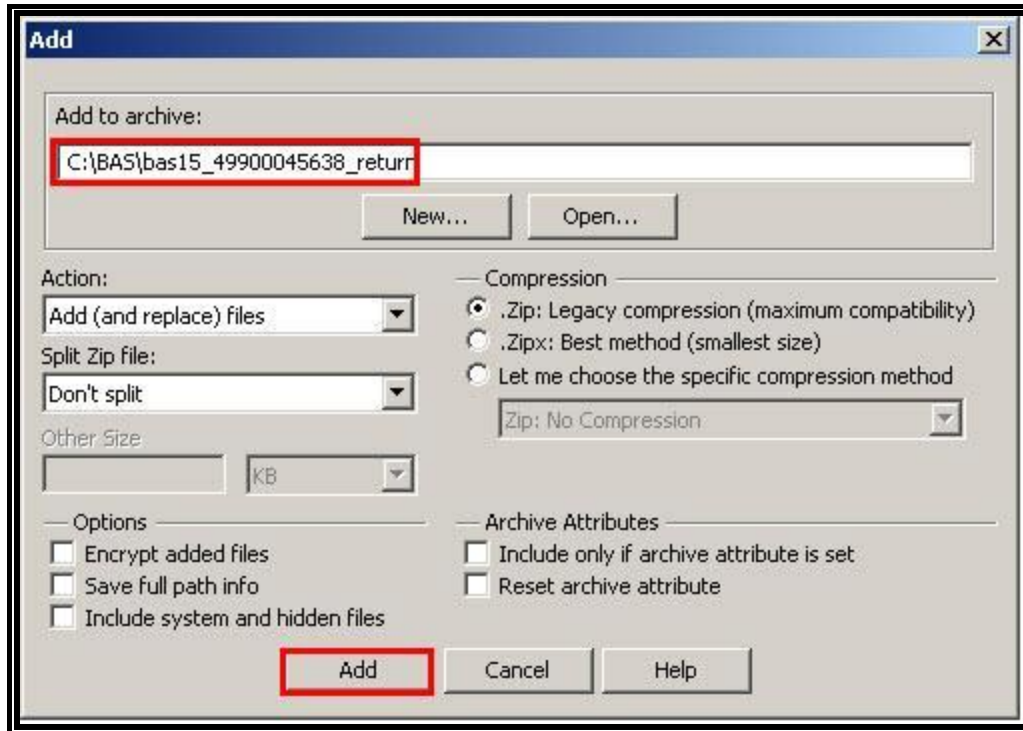 Add
Add to archive:
C:\BAS\bas15_49900045638_return
New...
Open...
Action:
Add (and replace) files
Split Zip file:
Don't split
Other Size
KB
Compression
.Zip: Legacy compression (maximum compatibility)
.Zipx: Best method (smallest size)
Let me choose the specific compression method
Zip: No Compression
Options
Encrypt added files
Save full path info
Include system and hidden files
Archive Attributes
Include only if archive attribute is set
Reset archive attribute
Add
Cancel
Help